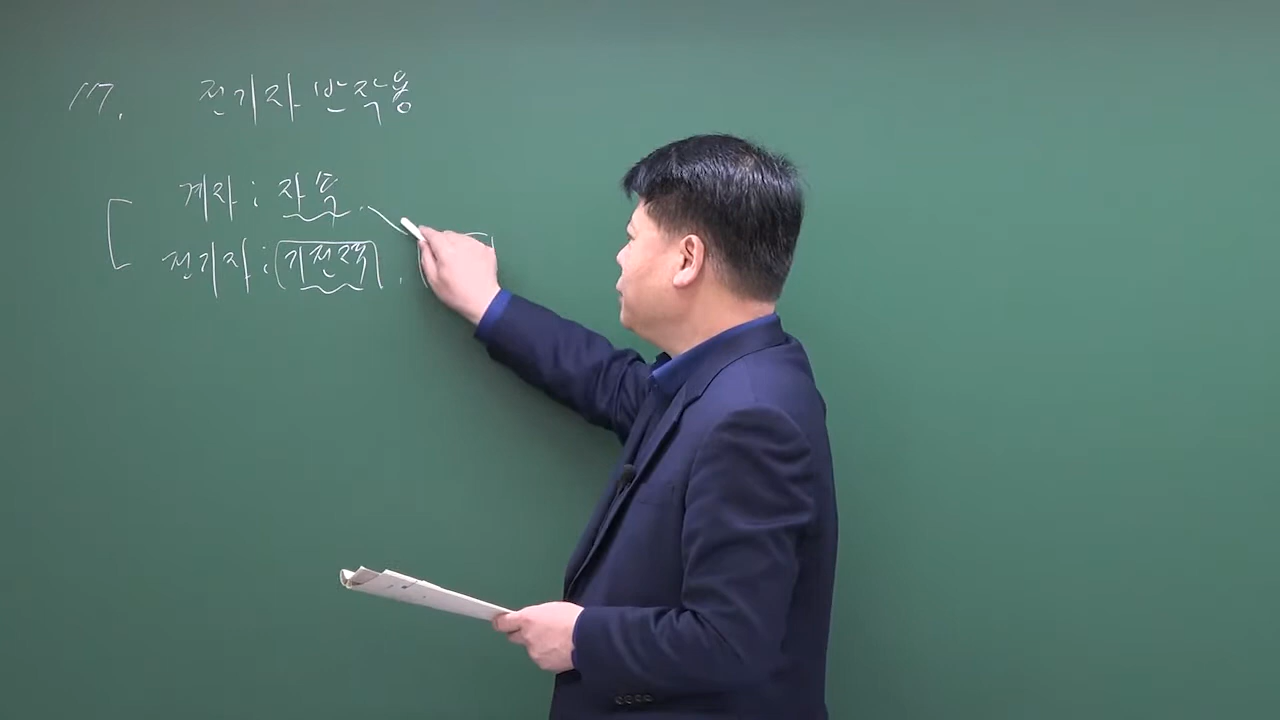 17. 전기자 반작용
계자 : 자속.
전기자 : 기전력.